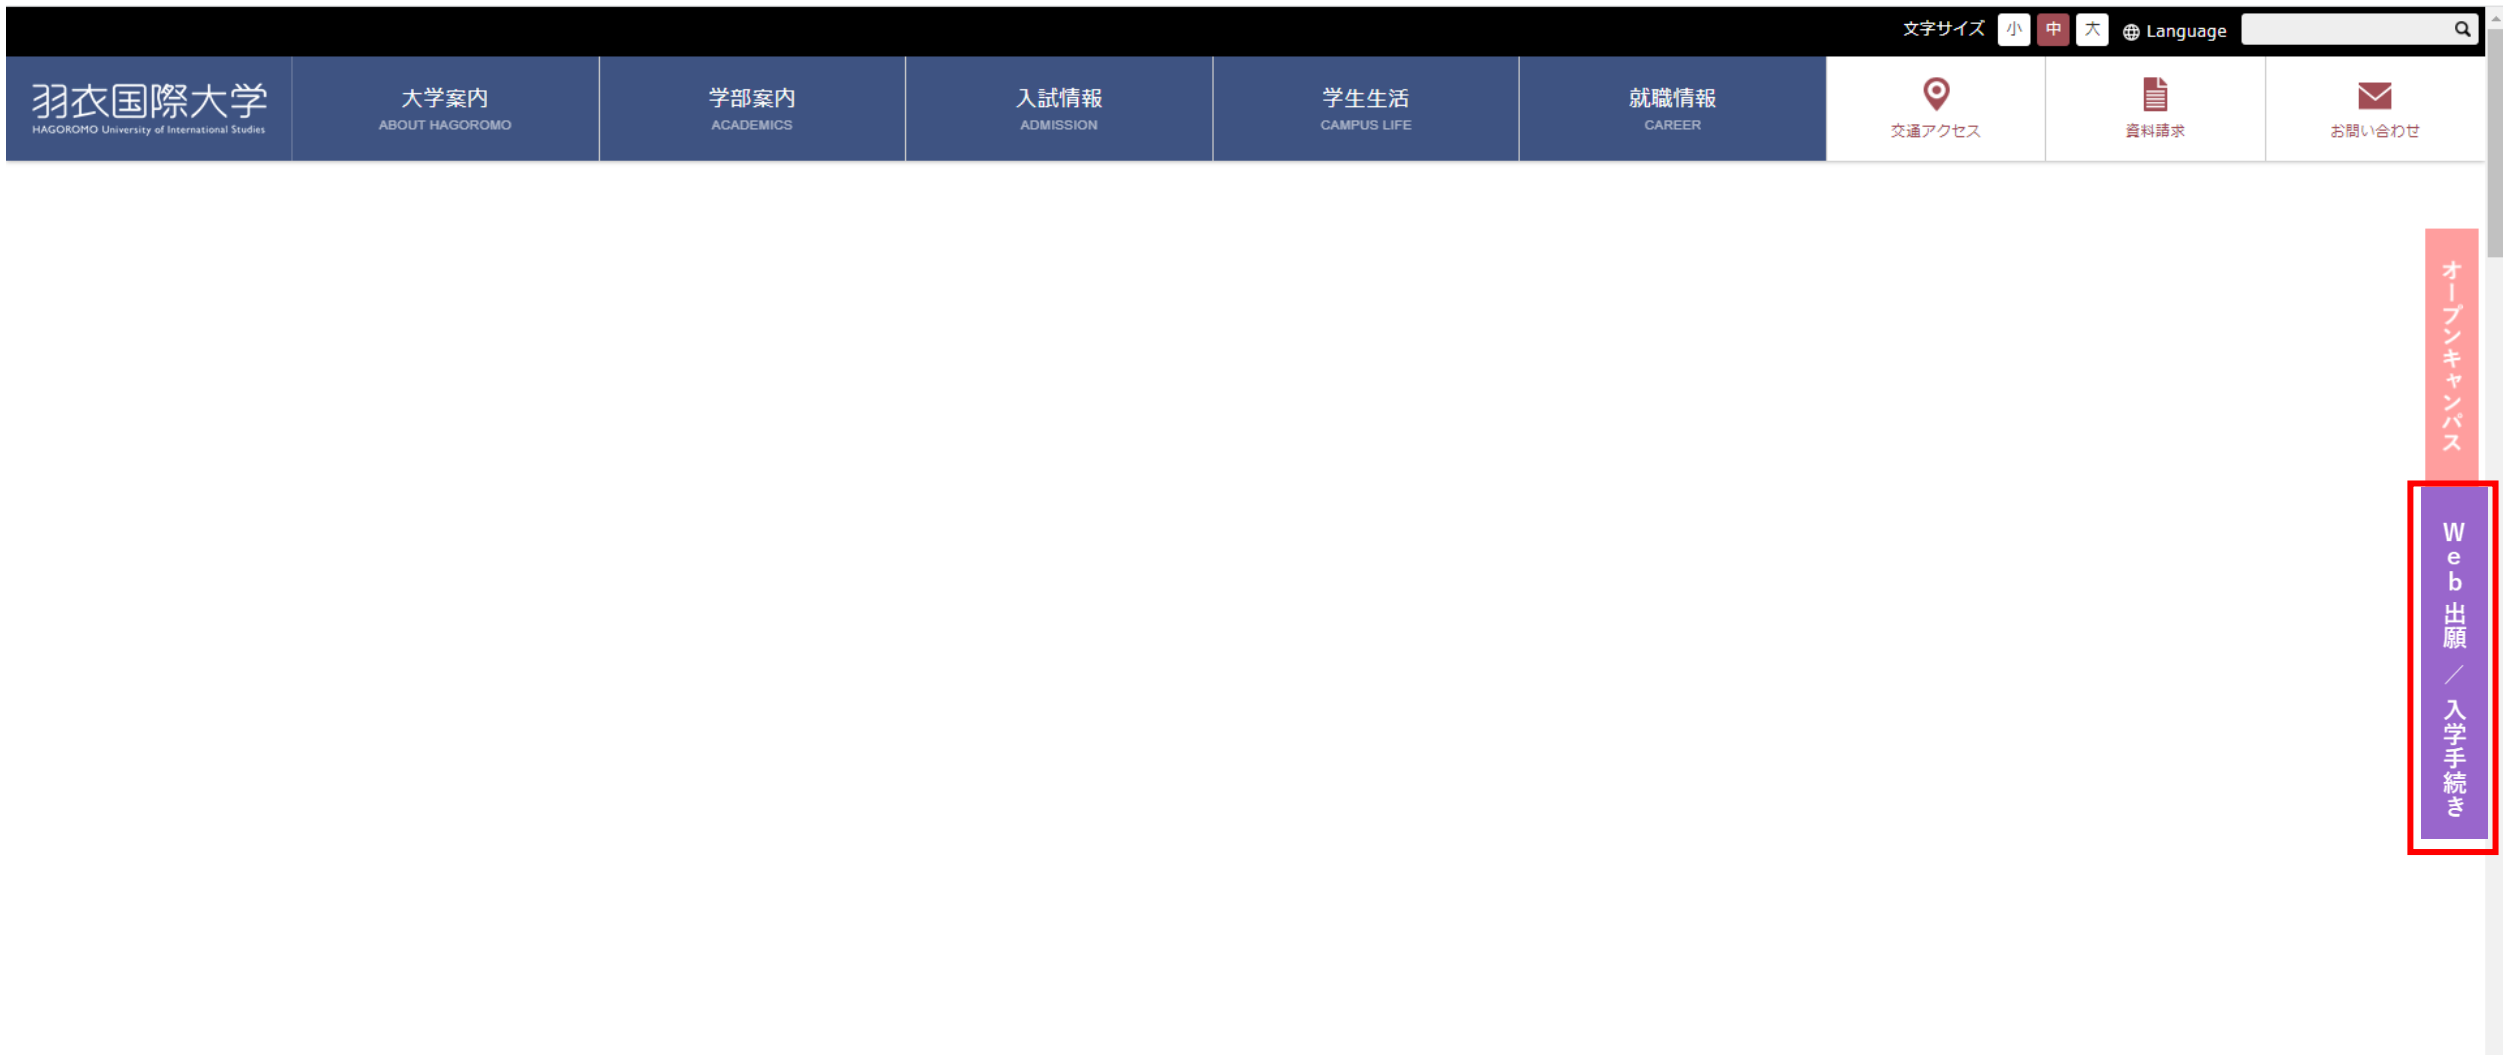 文字サイズ 小 中 大 Language
羽衣国際大学
HAGOROMO University of International Studies
大学案内
ABOUT HAGOROMO
学部案内
ACADEMICS
入試情報
ADMISSION
学生生活
CAMPUS LIFE
就職情報
CAREER
交通アクセス
資料請求
お問い合わせ
オープンキャンパス
Web出願／入学手続き